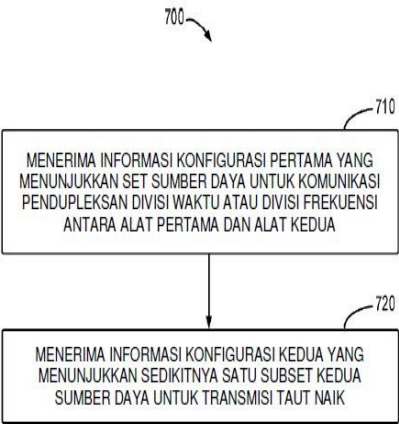 700
710
MENERIMA INFORMASI KONFIGURASI PERTAMA YANG
MENUNJUKKAN SET SUMBER DAYA UNTUK KOMUNIKASI
PENDUPLEKSAN DIVISI WAKTU ATAU DIVISI FREKUENSI
ANTARA ALAT PERTAMA DAN ALAT KEDUA
720
MENERIMA INFORMASI KONFIGURASI KEDUA YANG
MENUNJUKKAN SEDIKITNYA SATU SUBSET KEDUA
SUMBER DAYA UNTUK TRANSMISI TAUT NAIK